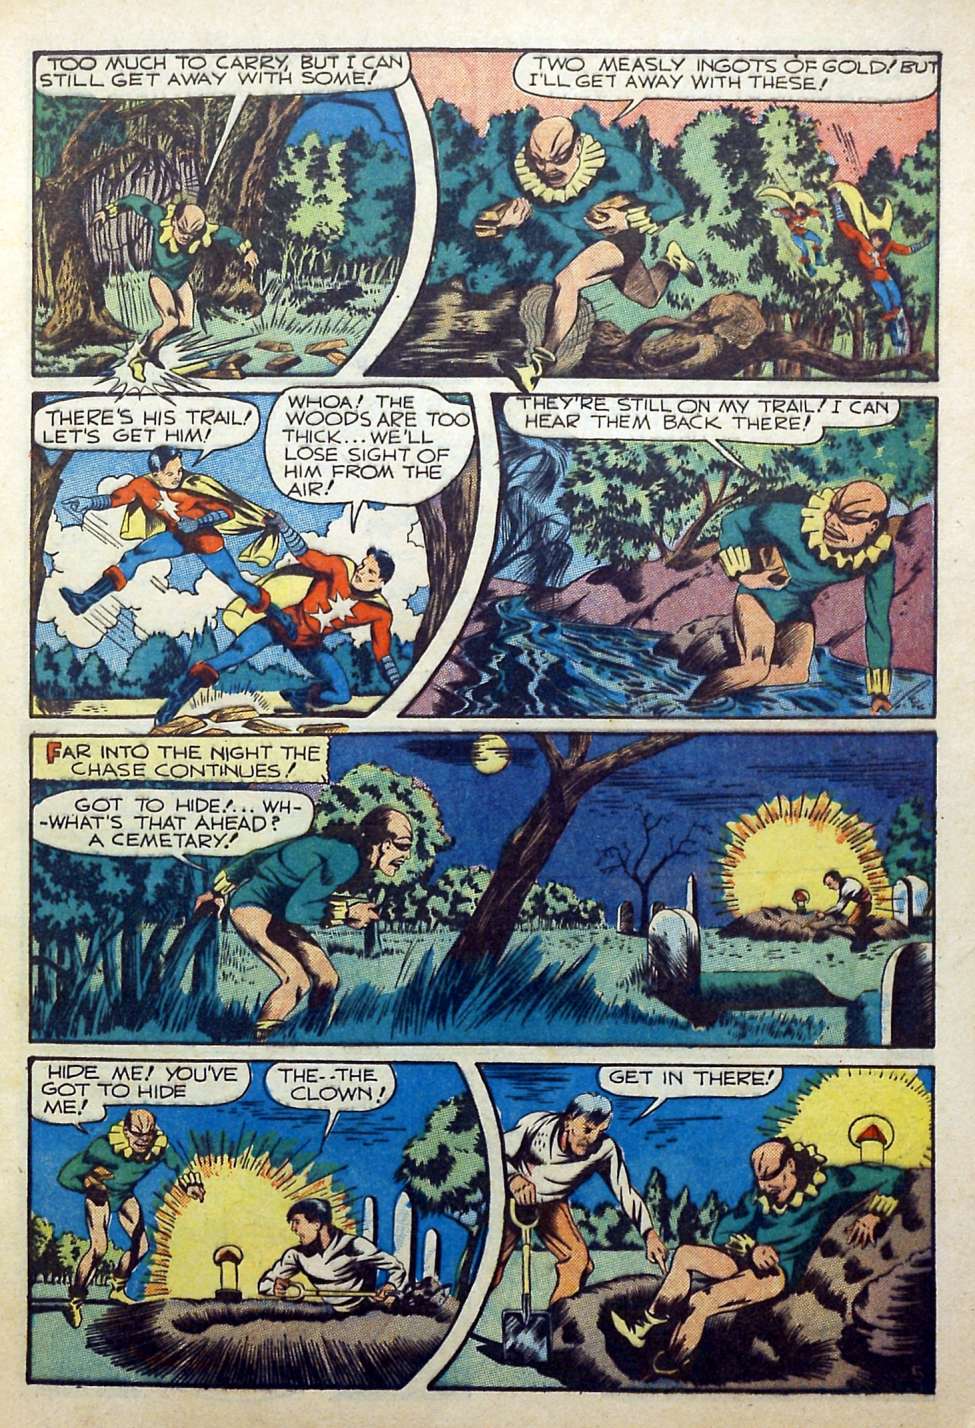 TOO MUCH TO CARRY, BUT I CAN
STILL GET AWAY WITH SOME!
TWO MEASLY INGOTS OF GOLD! BUT
I'LL GET AWAY WITH THESE!
THERE'S HIS TRAIL!
LET'S GET HIM!
WHOA! THE
WOODS ARE TOO
THICK... WE'LL
LOSE SIGHT OF
HIM FROM THE
AIR!
THEY'RE STILL ON MY TRAIL! I CAN
HEAR THEM BACK THERE!
FAR INTO THE NIGHT THE
CHASE CONTINUES!
GOT TO HIDE!... WH-
-WHAT'S THAT AHEAD?
A CEMETARY!
HIDE ME! YOU'VE
GOT TO HIDE
ME!
THE--THE
CLOWN!
GET IN THERE!
5